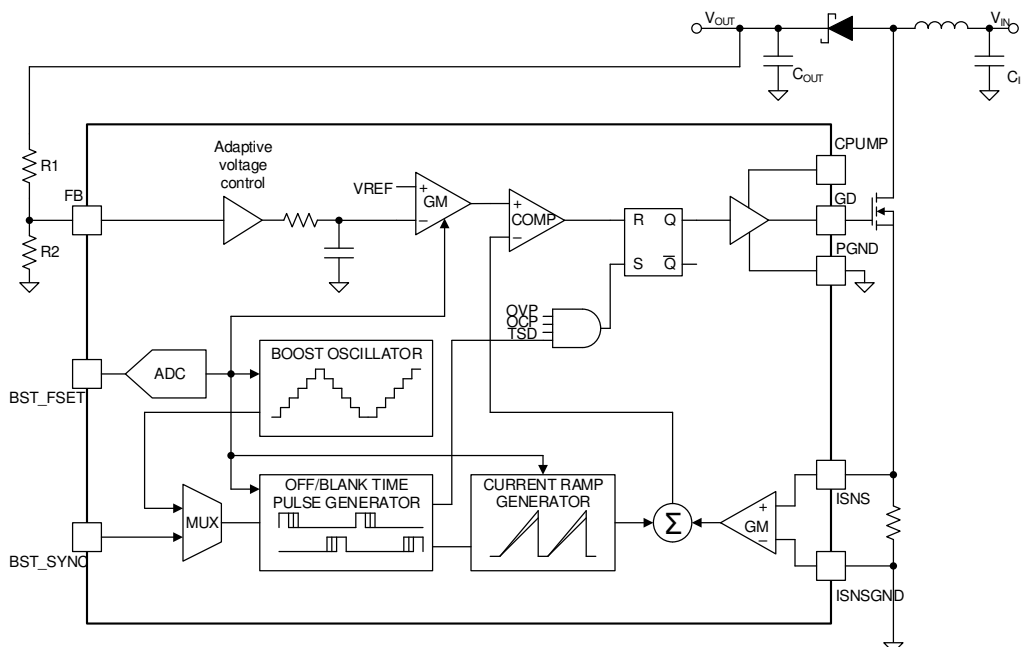 VOUT
VIN
COUT
CI
CPUMP
Adaptive
voltage
control
R1
FB
VREF
+
GM
−
+
COMP
−
R Q
S Q̅
GD
R2
PGND
OVP
OCP
TSD
BOOST OSCILLATOR
ADC
BST_FSET
OFF/BLANK TIME
PULSE GENERATOR
CURRENT RAMP
GENERATOR
ISNS
MUX
Σ
+
GM
−
BST_SYNC
ISNSGND